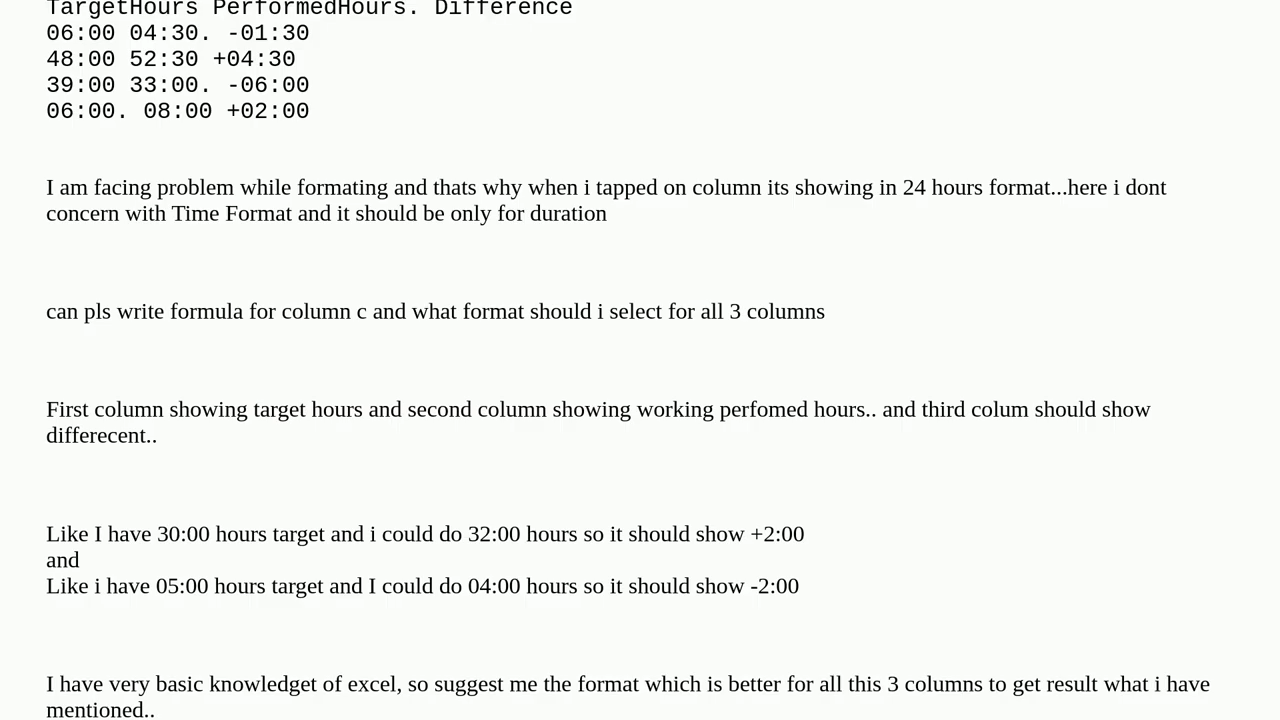 TargetHours PerformedHours. Difference
06:00 04:30. -01:30
48:00 52:30 +04:30
39:00 33:00. -06:00
06:00. 08:00 +02:00
I am facing problem while formating and thats why when i tapped on column its showing in 24 hours format...here i dont
concern with Time Format and it should be only for duration
can pls write formula for column c and what format should i select for all 3 columns
First column showing target hours and second column showing working perfomed hours.. and third colum should show
differecent..
Like I have 30:00 hours target and i could do 32:00 hours so it should show +2:00
and
Like i have 05:00 hours target and I could do 04:00 hours so it should show -2:00
I have very basic knowledget of excel, so suggest me the format which is better for all this 3 columns to get result what i have
mentioned..